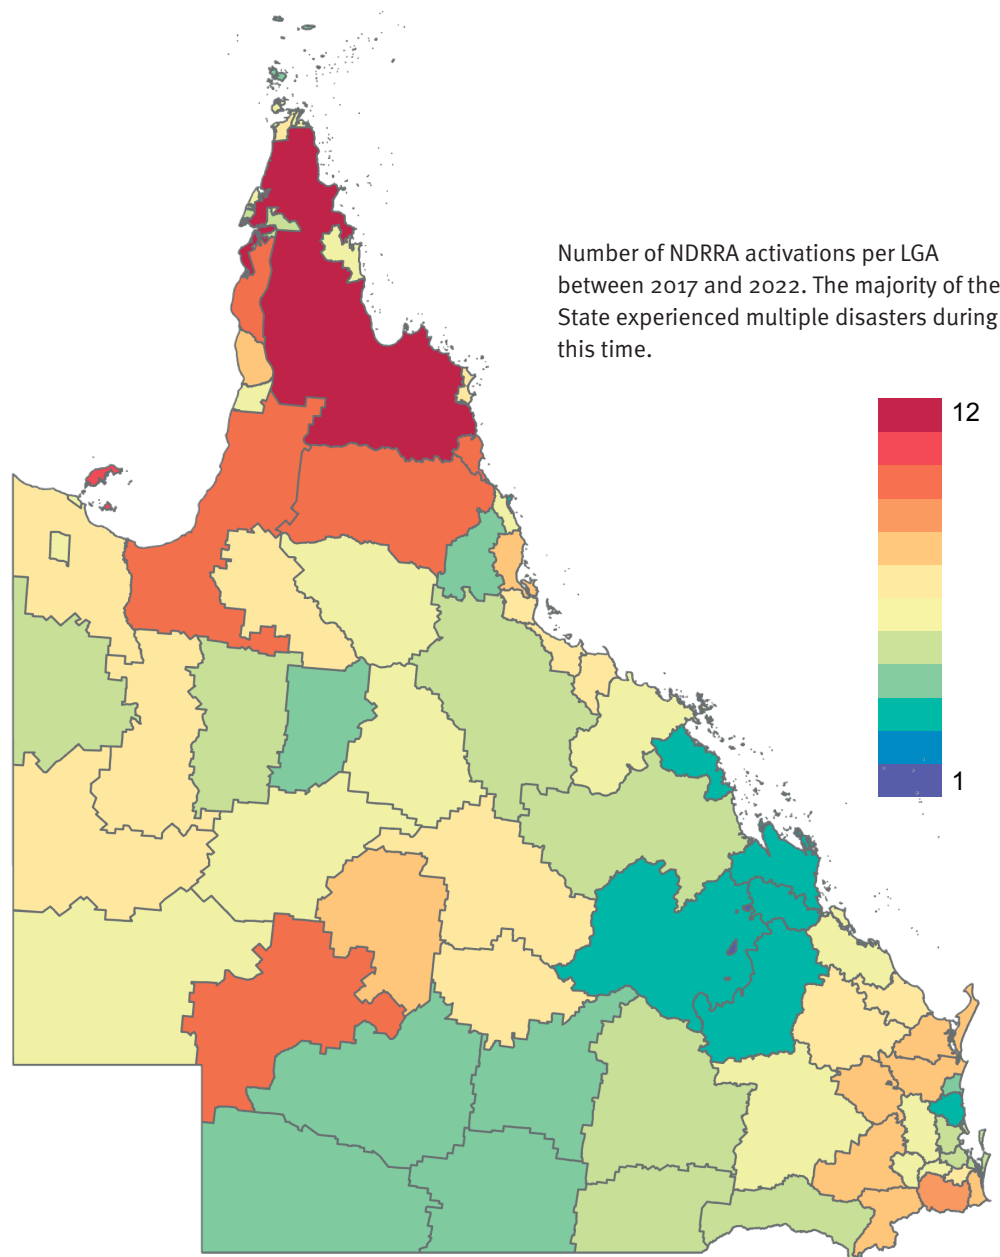 Number of NDRRA activations per LGA
between 2017 and 2022. The majority of the
State experienced multiple disasters during
this time.
12
1